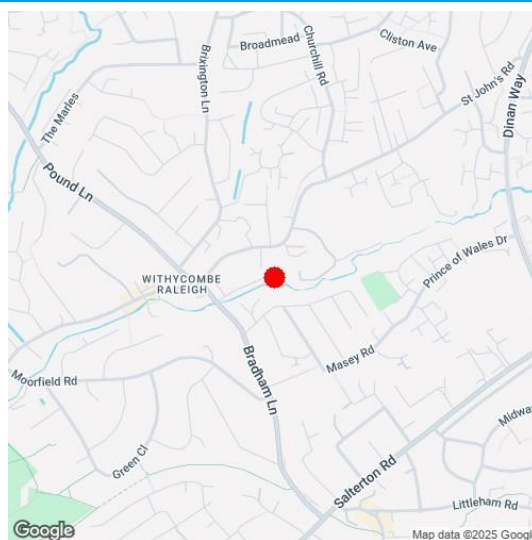 Broadmead
Cliston Ave
Churchill Rd
Brixington Ln
St John's Rd
Dinan Way
The Marles
Pound Ln
Prince of Wales Dr
WITHYCOMBE
RALEIGH
Masey Rd
Bradham Ln
Moorfield Rd
Green Cl
Salterton Rd
Littleham Rd
Google
Map data ©2025 Google